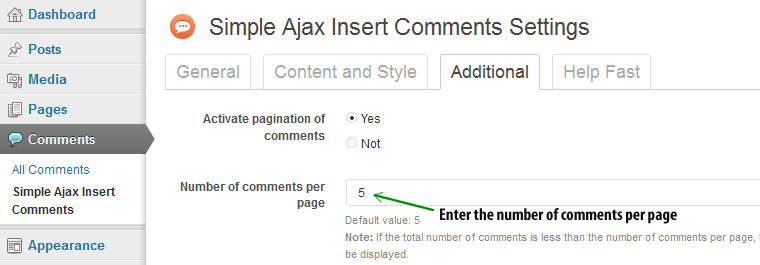 Dashboard
Posts
Media
Pages
Comments
All Comments
Simple Ajax Insert
Comments
Appearance
Simple Ajax Insert Comments Settings
General
Content and Style
Additional
Help Fast
Activate pagination of
comments
Yes
Not
Number of comments per
page
5
Enter the number of comments per page
Default value: 5
Note: If the total number of comments is less than the number of comments per page,
be displayed.